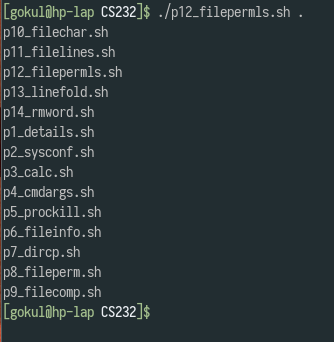 [gokul@hp-lap CS232]$ ./p12_filepermls.sh .
p10_filechar.sh
p11_filelines.sh
p12_filepermls.sh
p13_linefold.sh
p14_rmword.sh
p1_details.sh
p2_sysconf.sh
p3_calc.sh
p4_cmdargs.sh
p5_prockill.sh
p6_fileinfo.sh
p7_dircp.sh
p8_fileperm.sh
p9_filecomp.sh
[gokul@hp-lap CS232]$